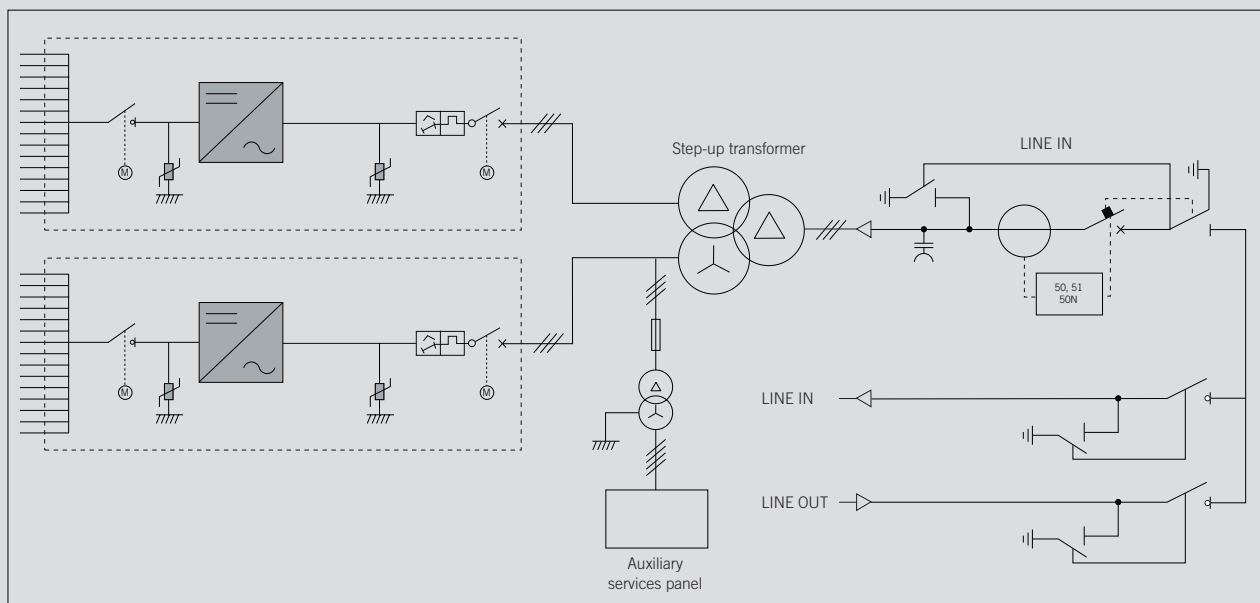 Step-up transformer
LINE IN
M
M
50, 51
50N
M
M
LINE IN
LINE OUT
Auxiliary
services panel